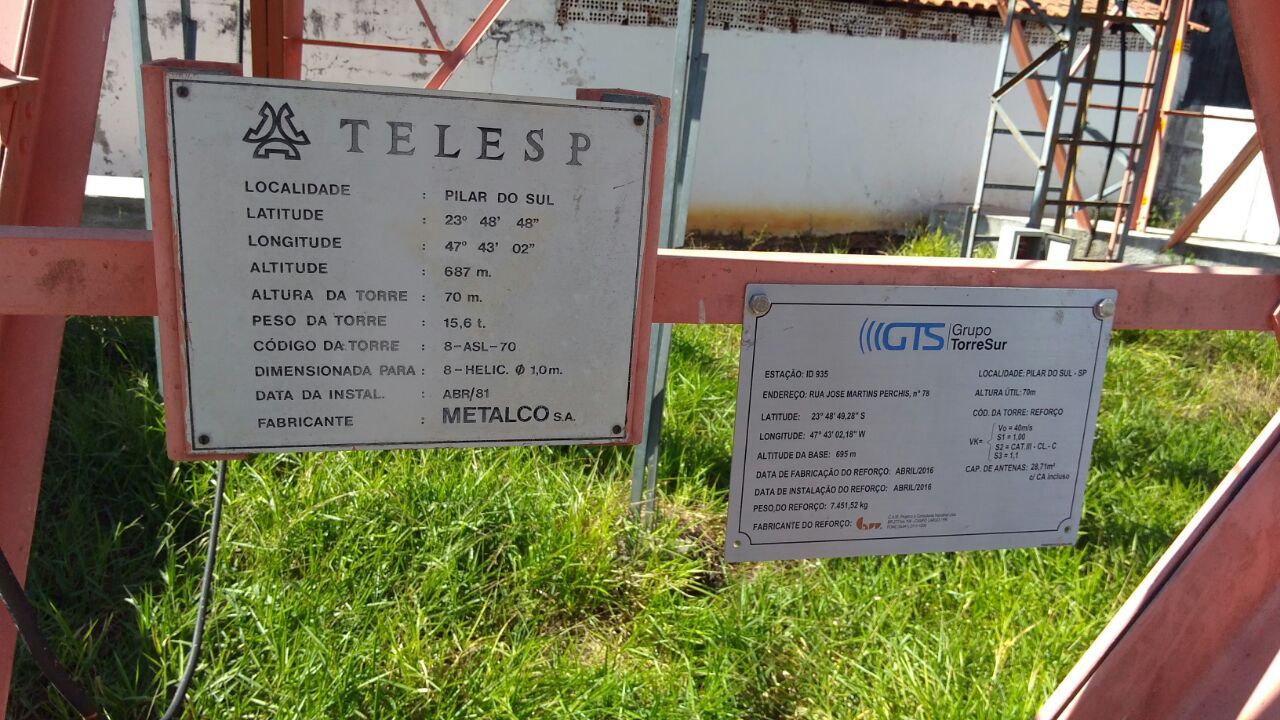 TELESP
LOCALIDADE : PILAR DO SUL
LATITUDE : 23º 48' 48"
LONGITUDE : 47º 43' 02"
ALTITUDE : 687 m.
ALTURA DA TORRE : 70 m.
PESO DA TORRE : 15,6 t.
CÓDIGO DA TORRE : 8-ASL-70
DIMENSIONADA PARA : 8-HELIC. Ø 1,0m.
DATA DA INSTAL. : ABR/81
FABRICANTE : METALCO S.A.
GTS Grupo
TorreSur
ESTAÇÃO: ID 935
ENDEREÇO: RUA JOSE MARTINS PERCHIS, nº 78
LATITUDE: 23° 48' 49,28" S
LONGITUDE: 47° 43' 02,18" W
ALTITUDE DA BASE: 695 m
DATA DE FABRICAÇÃO DO REFORÇO: ABRIL/2016
DATA DE INSTALAÇÃO DO REFORÇO: ABRIL/2016
PESO DO REFORÇO: 7.451,52 kg
FABRICANTE DO REFORÇO:
LOCALIDADE: PILAR DO SUL - SP
ALTURA ÚTIL: 70m
CÓD. DA TORRE: REFORÇO
VK=
Vo = 40m/s
S1 = 1,00
S2 = CAT.III - CL.- C
S3 = 1,1
CAP. DE ANTENAS: 28,71m²
c/ CA incluso